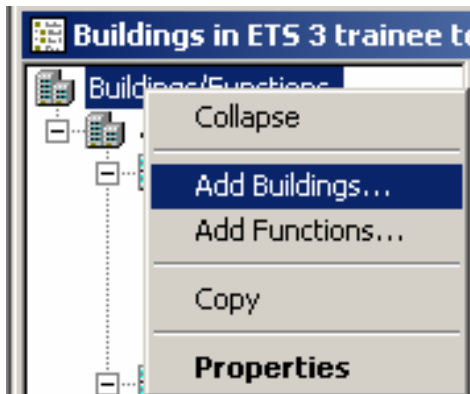 Buildings in ETS 3 trainee
Buildings/Functions
Collapse
Add Buildings...
Add Functions...
Copy
Properties